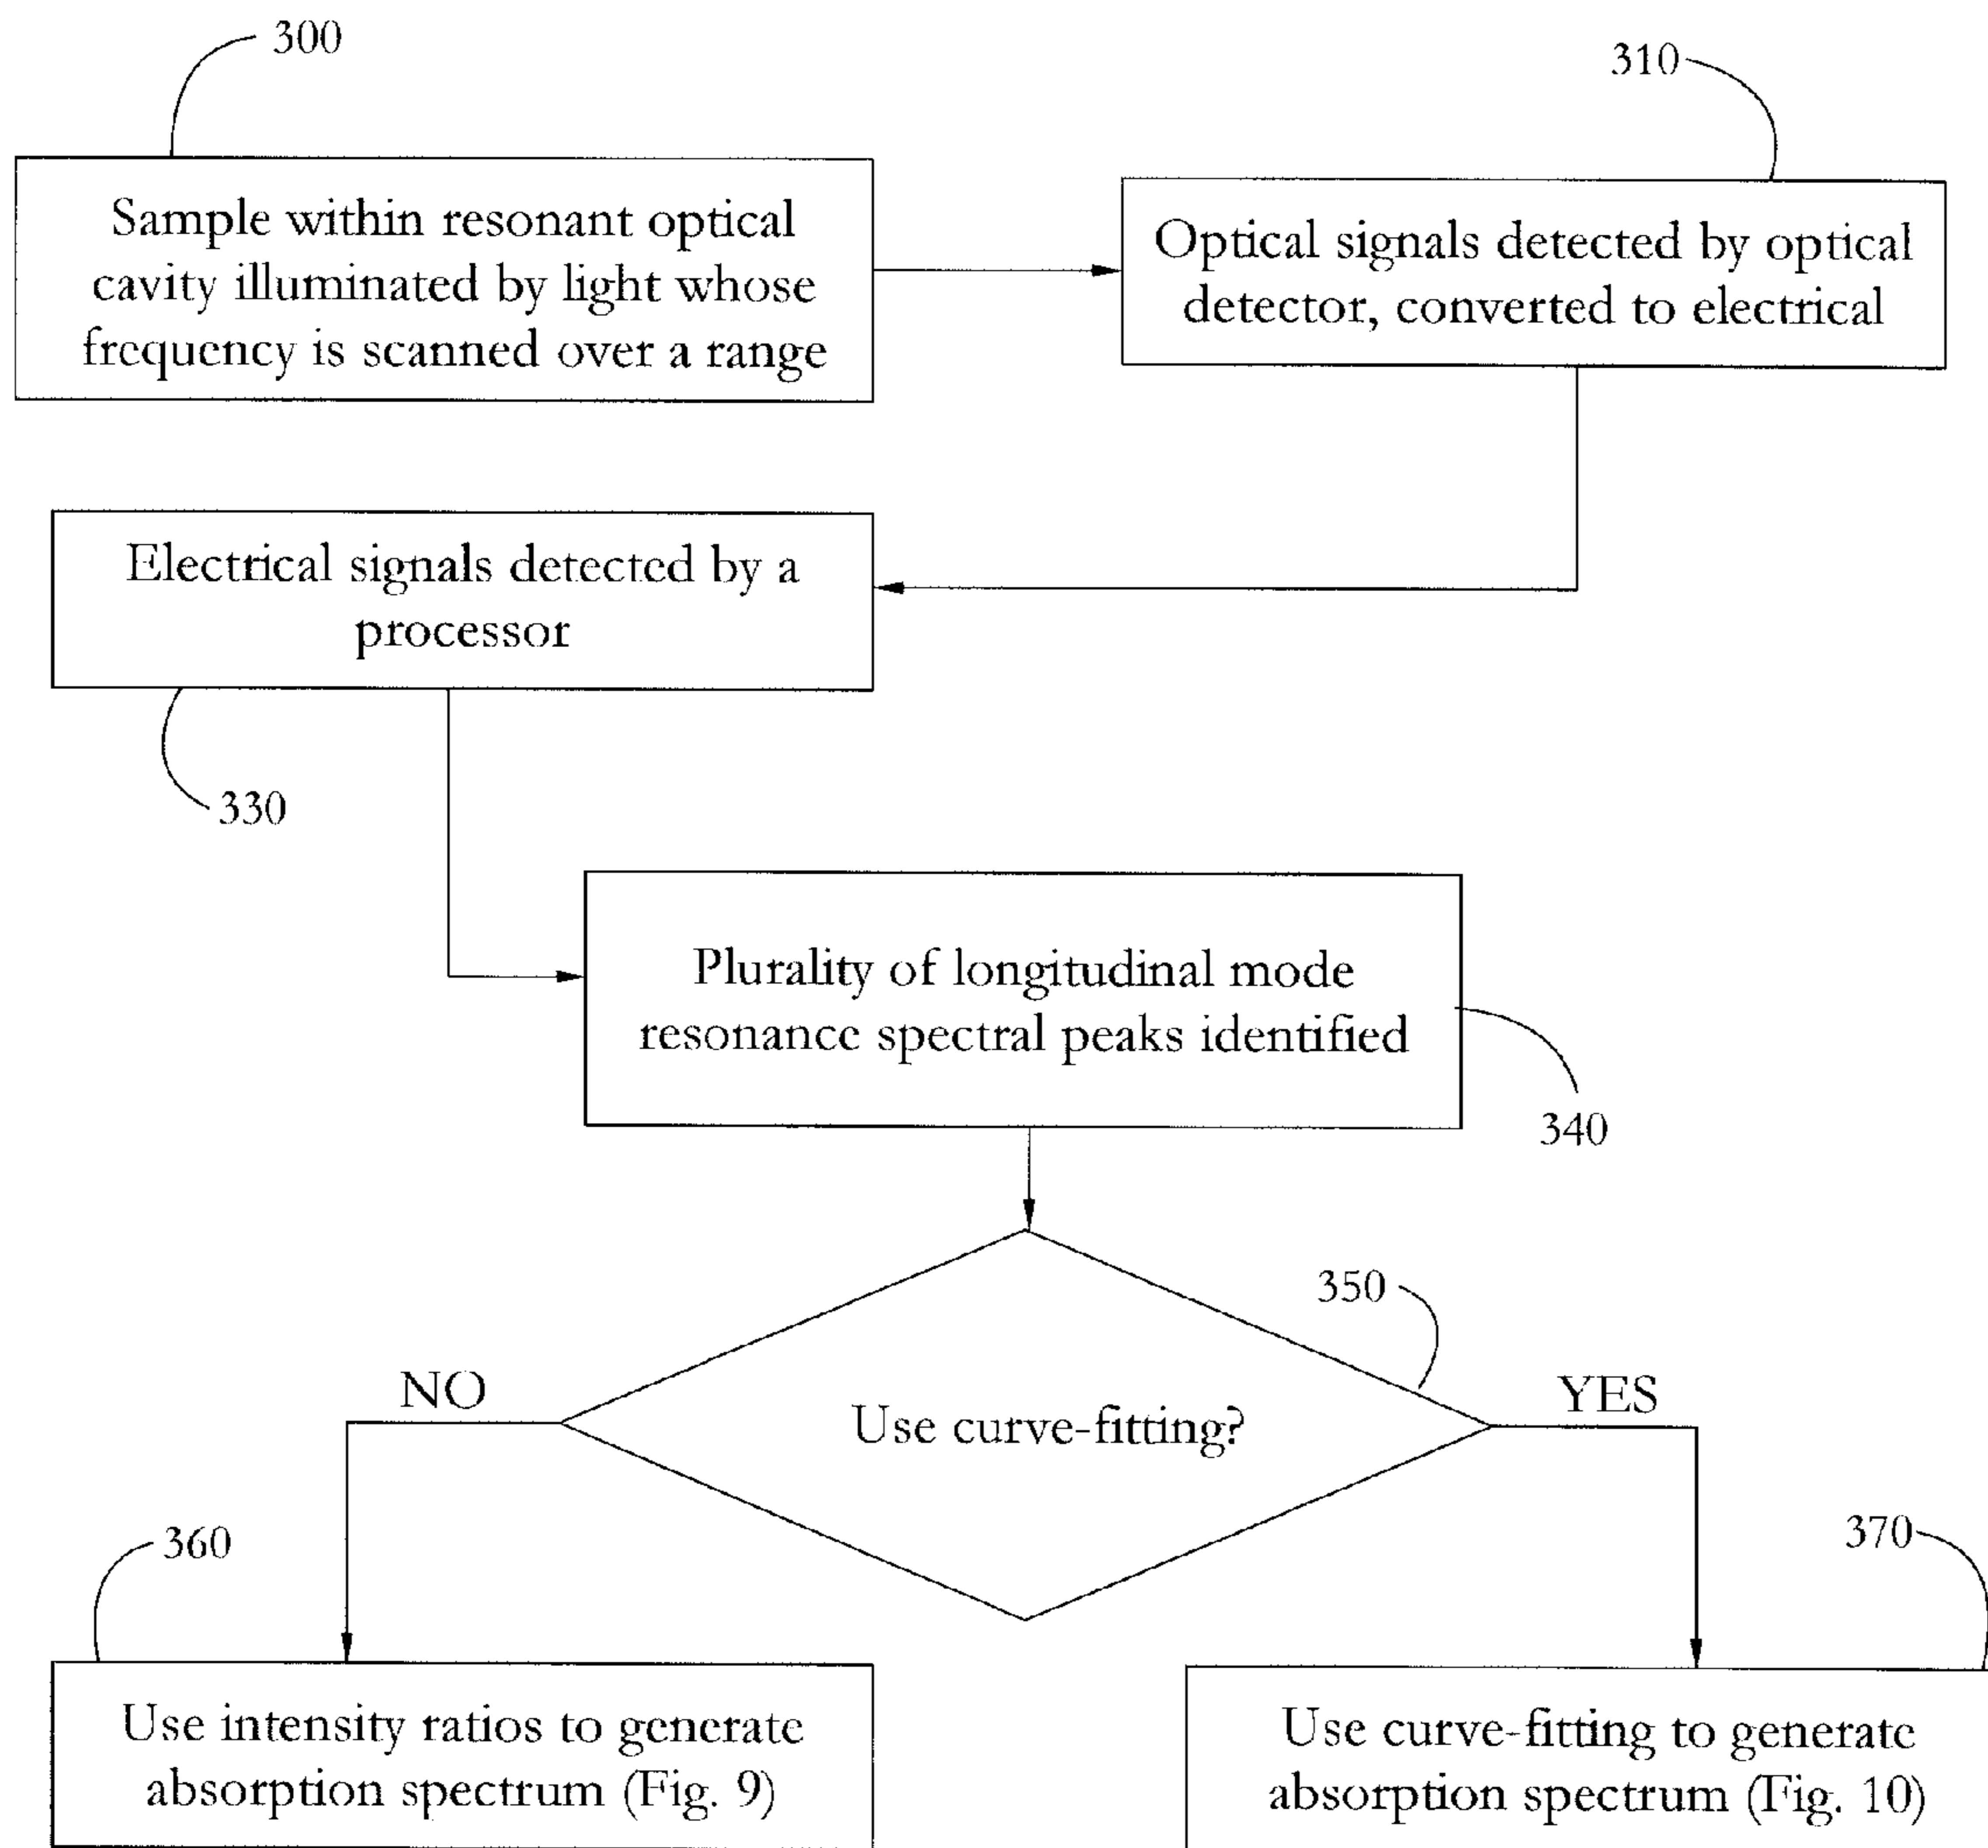 300
310
Sample within resonant optical
cavity illuminated by light whose
frequency is scanned over a range
Optical signals detected by optical
detector, converted to electrical
Electrical signals detected by a
processor
330
Plurality of longitudinal mode
resonance spectral peaks identified
340
350
NO
Use curve-fitting?
YES
360
370
Use intensity ratios to generate
absorption spectrum (Fig. 9)
Use curve-fitting to generate
absorption spectrum (Fig. 10)